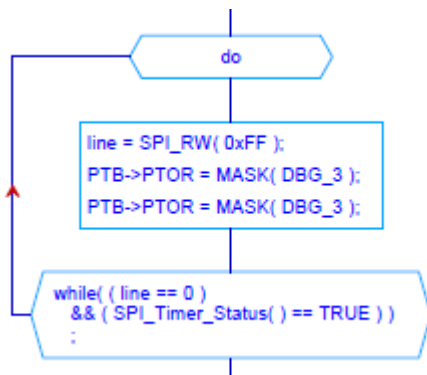 do
line = SPI_RW( 0xFF );
PTB->PTOR = MASK( DBG_3 );
PTB->PTOR = MASK( DBG_3 );
while( ( line == 0 )
&& ( SPI_Timer_Status( ) == TRUE ) )
;